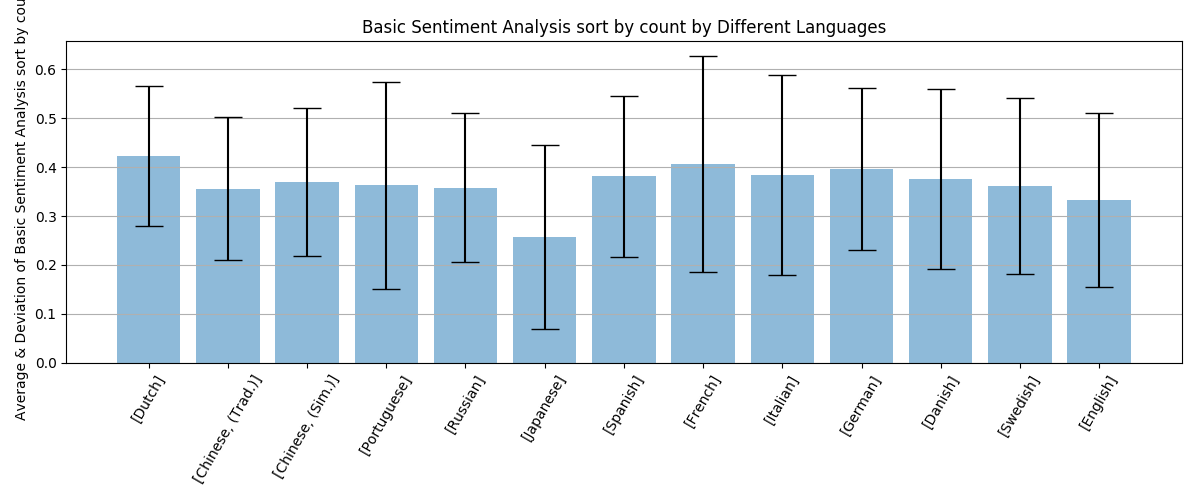 Basic Sentiment Analysis sort by count by Different Languages
Average & Deviation of Basic Sentiment Analysis sort by cou
0.6
0.5
0.4
0.3
0.2
0.1
0.0
[Dutch]
[Chinese, (Trad.)]
[Chinese, (Sim.)]
[Portuguese]
[Russian]
[Japanese]
[Spanish]
[French]
[Italian]
[German]
[Danish]
[Swedish]
[English]